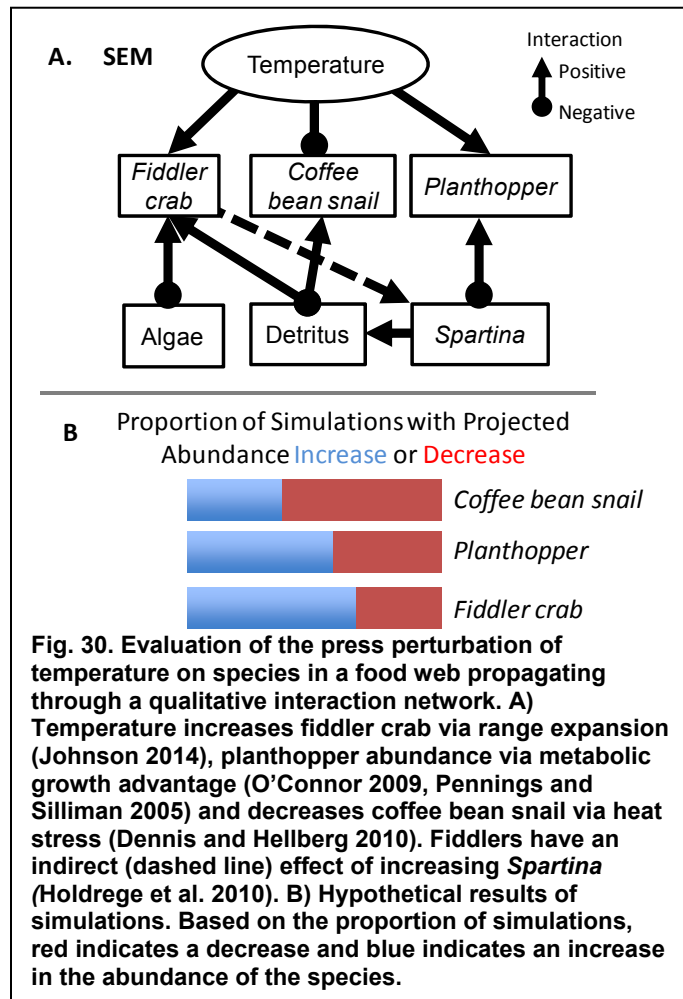 A. SEM
Temperature
Interaction
Positive
Negative
Fiddler
crab
Coffee
bean snail
Planthopper
Algae
Detritus
Spartina
B Proportion of Simulations with Projected
Abundance Increase or Decrease
Coffee bean snail
Planthopper
Fiddler crab
Fig. 30. Evaluation of the press perturbation of
temperature on species in a food web propagating
through a qualitative interaction network. A)
Temperature increases fiddler crab via range expansion
(Johnson 2014), planthopper abundance via metabolic
growth advantage (O’Connor 2009, Pennings and
Silliman 2005) and decreases coffee bean snail via heat
stress (Dennis and Hellberg 2010). Fiddlers have an
indirect (dashed line) effect of increasing Spartina
(Holdrege et al. 2010). B) Hypothetical results of
simulations. Based on the proportion of simulations,
red indicates a decrease and blue indicates an increase
in the abundance of the species.